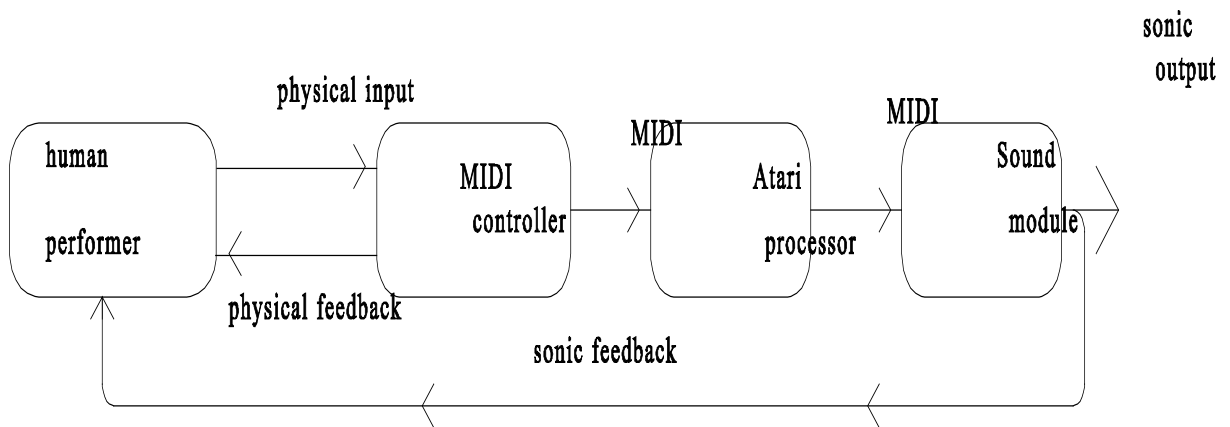 sonic
output
physical input
MIDI
MIDI
human
performer
MIDI
controller
Atari
processor
Sound
module
physical feedback
sonic feedback